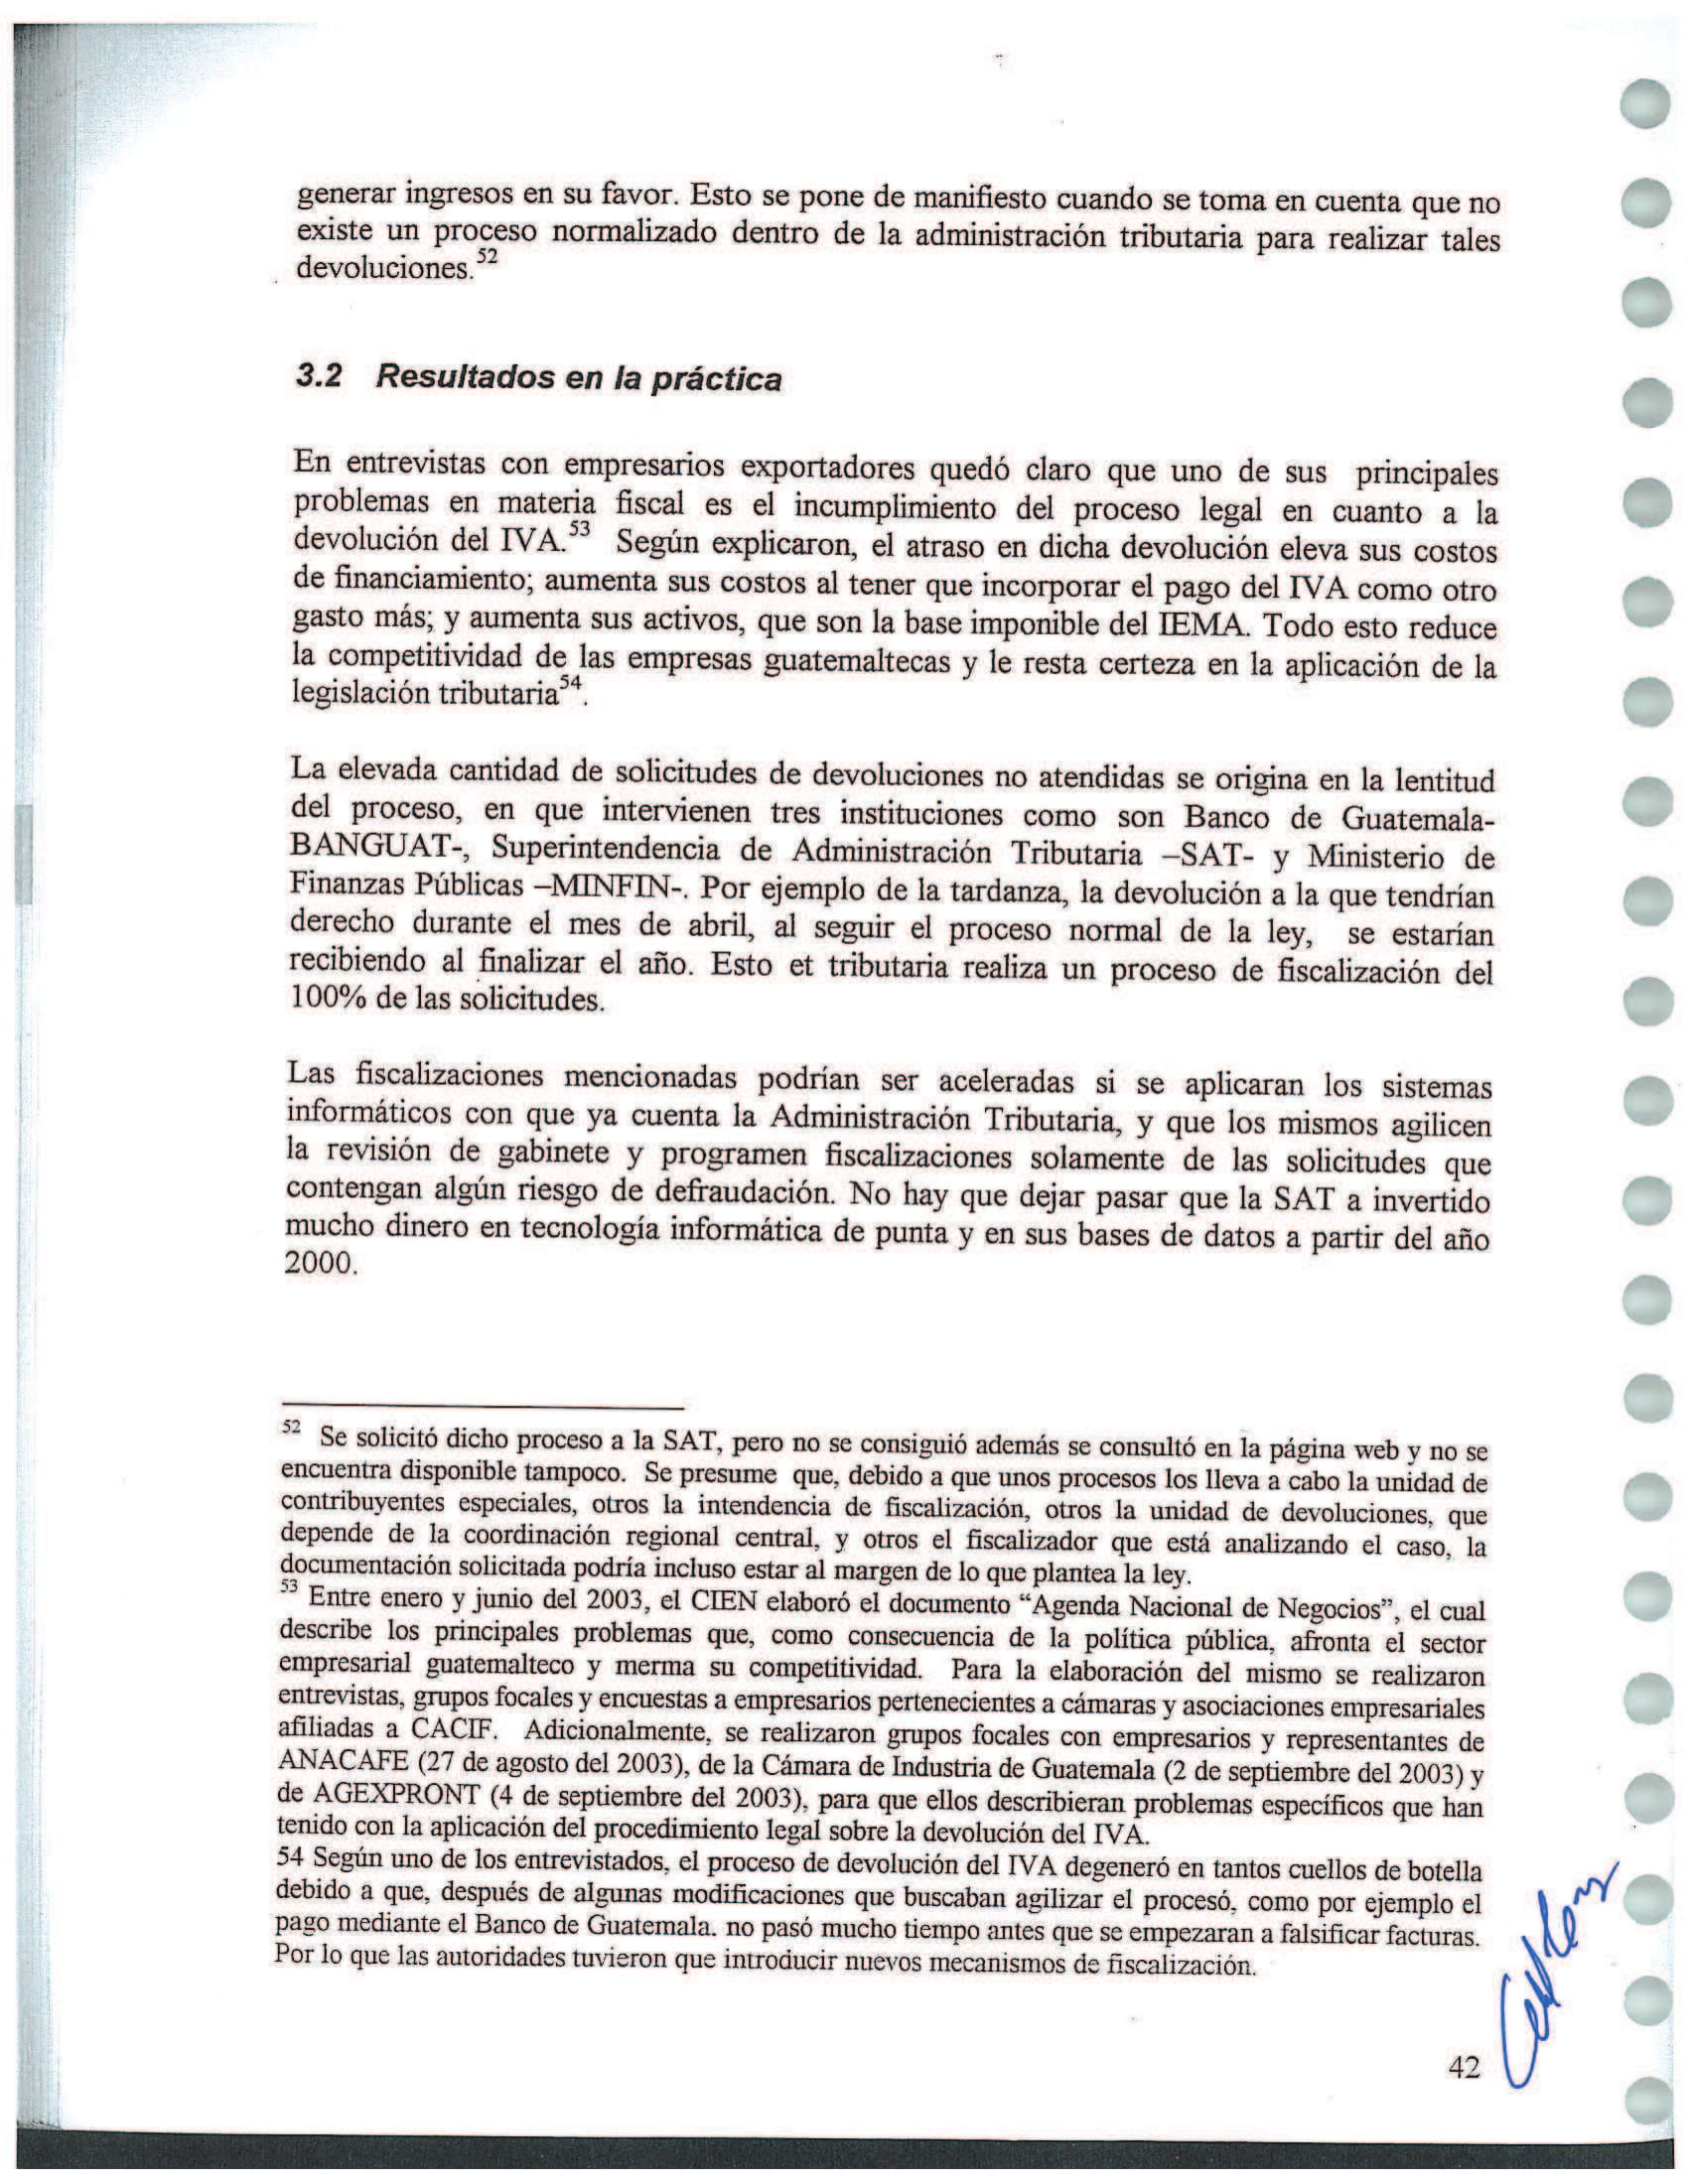 generar ingresos en su favor. Esto se pone de manifiesto cuando se toma en cuenta que no
existe un proceso normalizado dentro de la administración tributaria para realizar tales
devoluciones.52
3.2 Resultados en la práctica
En entrevistas con empresarios exportadores quedó claro que uno de sus principales
problemas en materia fiscal es el incumplimiento del proceso legal en cuanto a la
devolución del IVA.53 Según explicaron, el atraso en dicha devolución eleva sus costos
de financiamiento; aumenta sus costos al tener que incorporar el pago del IVA como otro
gasto más; y aumenta sus activos, que son la base imponible del IEMA. Todo esto reduce
la competitividad de las empresas guatemaltecas y le resta certeza en la aplicación de la
legislación tributaria54.
La elevada cantidad de solicitudes de devoluciones no atendidas se origina en la lentitud
del proceso, en que intervienen tres instituciones como son Banco de Guatemala-
BANGUAT-, Superintendencia de Administración Tributaria –SAT- y Ministerio de
Finanzas Públicas –MINFIN-. Por ejemplo de la tardanza, la devolución a la que tendrían
derecho durante el mes de abril, al seguir el proceso normal de la ley, se estarían
recibiendo al finalizar el año. Esto et tributaria realiza un proceso de fiscalización del
100% de las solicitudes.
Las fiscalizaciones mencionadas podrían ser aceleradas si se aplicaran los sistemas
informáticos con que ya cuenta la Administración Tributaria, y que los mismos agilicen
la revisión de gabinete y programen fiscalizaciones solamente de las solicitudes que
contengan algún riesgo de defraudación. No hay que dejar pasar que la SAT a invertido
mucho dinero en tecnología informática de punta y en sus bases de datos a partir del año
2000.
52 Se solicitó dicho proceso a la SAT, pero no se consiguió además se consultó en la página web y no se
encuentra disponible tampoco. Se presume que, debido a que unos procesos los lleva a cabo la unidad de
contribuyentes especiales, otros la intendencia de fiscalización, otros la unidad de devoluciones, que
depende de la coordinación regional central, y otros el fiscalizador que está analizando el caso, la
documentación solicitada podría incluso estar al margen de lo que plantea la ley.
53 Entre enero y junio del 2003, el CIEN elaboró el documento “Agenda Nacional de Negocios”, el cual
describe los principales problemas que, como consecuencia de la política pública, afronta el sector
empresarial guatemalteco y merma su competitividad. Para la elaboración del mismo se realizaron
entrevistas, grupos focales y encuestas a empresarios pertenecientes a cámaras y asociaciones empresariales
afiliadas a CACIF. Adicionalmente, se realizaron grupos focales con empresarios y representantes de
ANACAFE (27 de agosto del 2003), de la Cámara de Industria de Guatemala (2 de septiembre del 2003) y
de AGEXPRONT (4 de septiembre del 2003), para que ellos describieran problemas específicos que han
tenido con la aplicación del procedimiento legal sobre la devolución del IVA.
54 Según uno de los entrevistados, el proceso de devolución del IVA degeneró en tantos cuellos de botella
debido a que, después de algunas modificaciones que buscaban agilizar el procesó, como por ejemplo el
pago mediante el Banco de Guatemala. no pasó mucho tiempo antes que se empezaran a falsificar facturas.
Por lo que las autoridades tuvieron que introducir nuevos mecanismos de fiscalización.
42